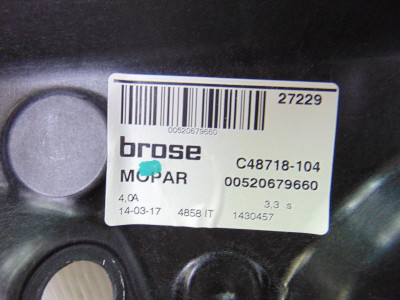 27229
00520679660
brose C48718-104
MOPAR 00520679660
4,0A 3,3 s
14-03-17 4858 IT 1430457